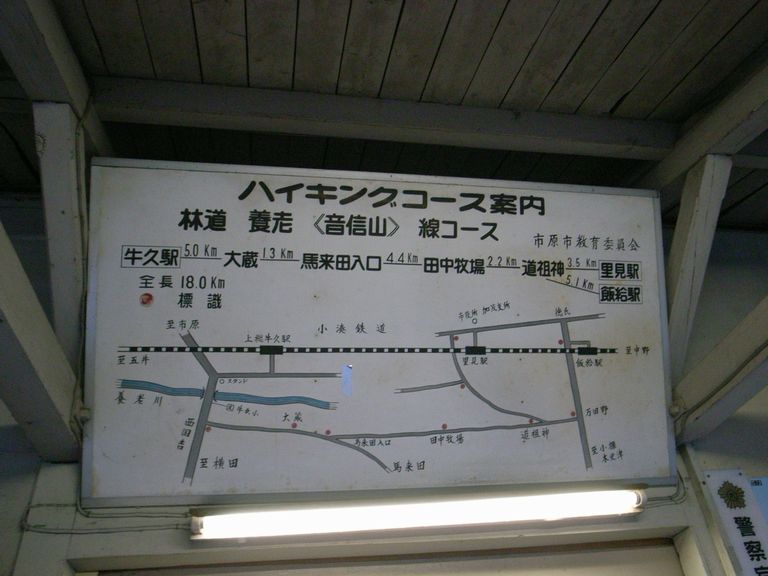 ハイキングコース案内
林道 養老 〈音信山〉 線コース
市原市教育委員会
牛久駅 5.0Km 大蔵 1.3Km 馬来田入口 4.4Km 田中牧場 2.2Km 道祖神 3.5Km 里見駅
5.1Km 飯給駅
全長 18.0Km
標識
至市原
小湊鉄道
上総牛久駅
至五井
至中野
里見駅
飯給駅
スタンド
養老川
大蔵
馬来田入口
田中牧場
道祖神
万田野
至横田
馬来田
警察官